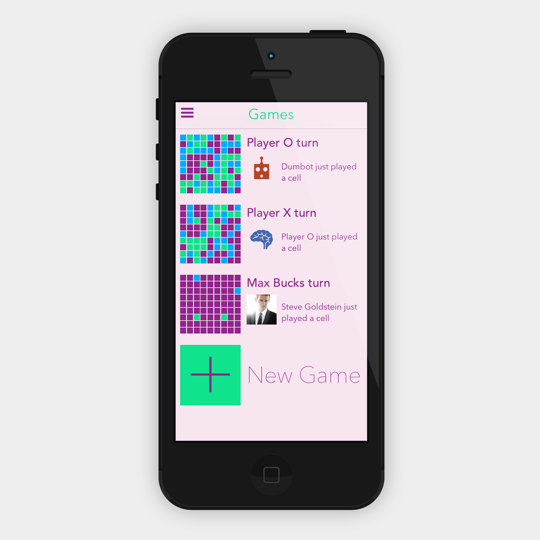 Games
Player O turn
Dumbot just played
a cell
Player X turn
Player O just played
a cell
Max Bucks turn
Steve Goldstein just
played a cell
New Game